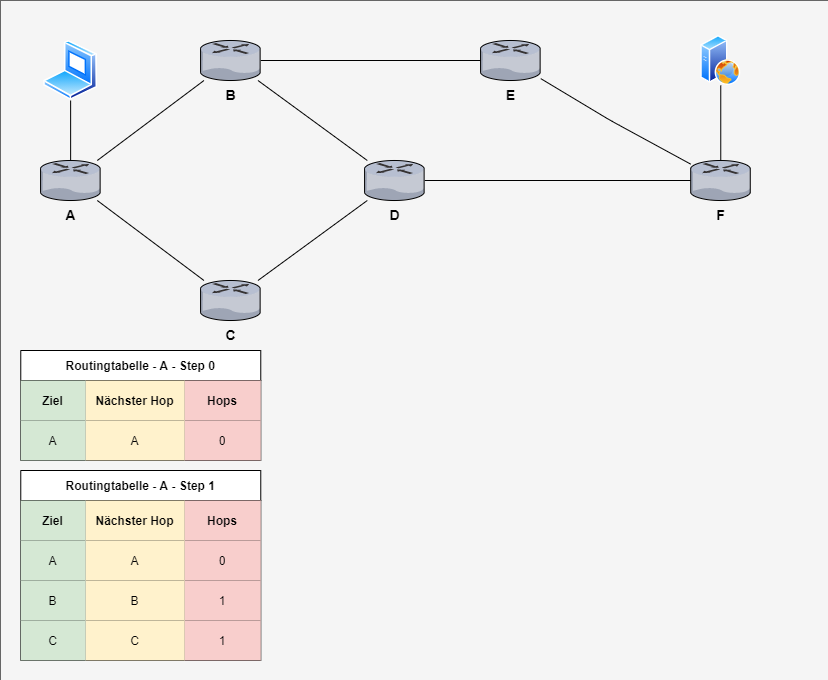 B
E
A
D
F
C
Routingtabelle - A - Step 0
Ziel Nächster Hop Hops
A A 0
Routingtabelle - A - Step 1
Ziel Nächster Hop Hops
A A 0
B B 1
C C 1